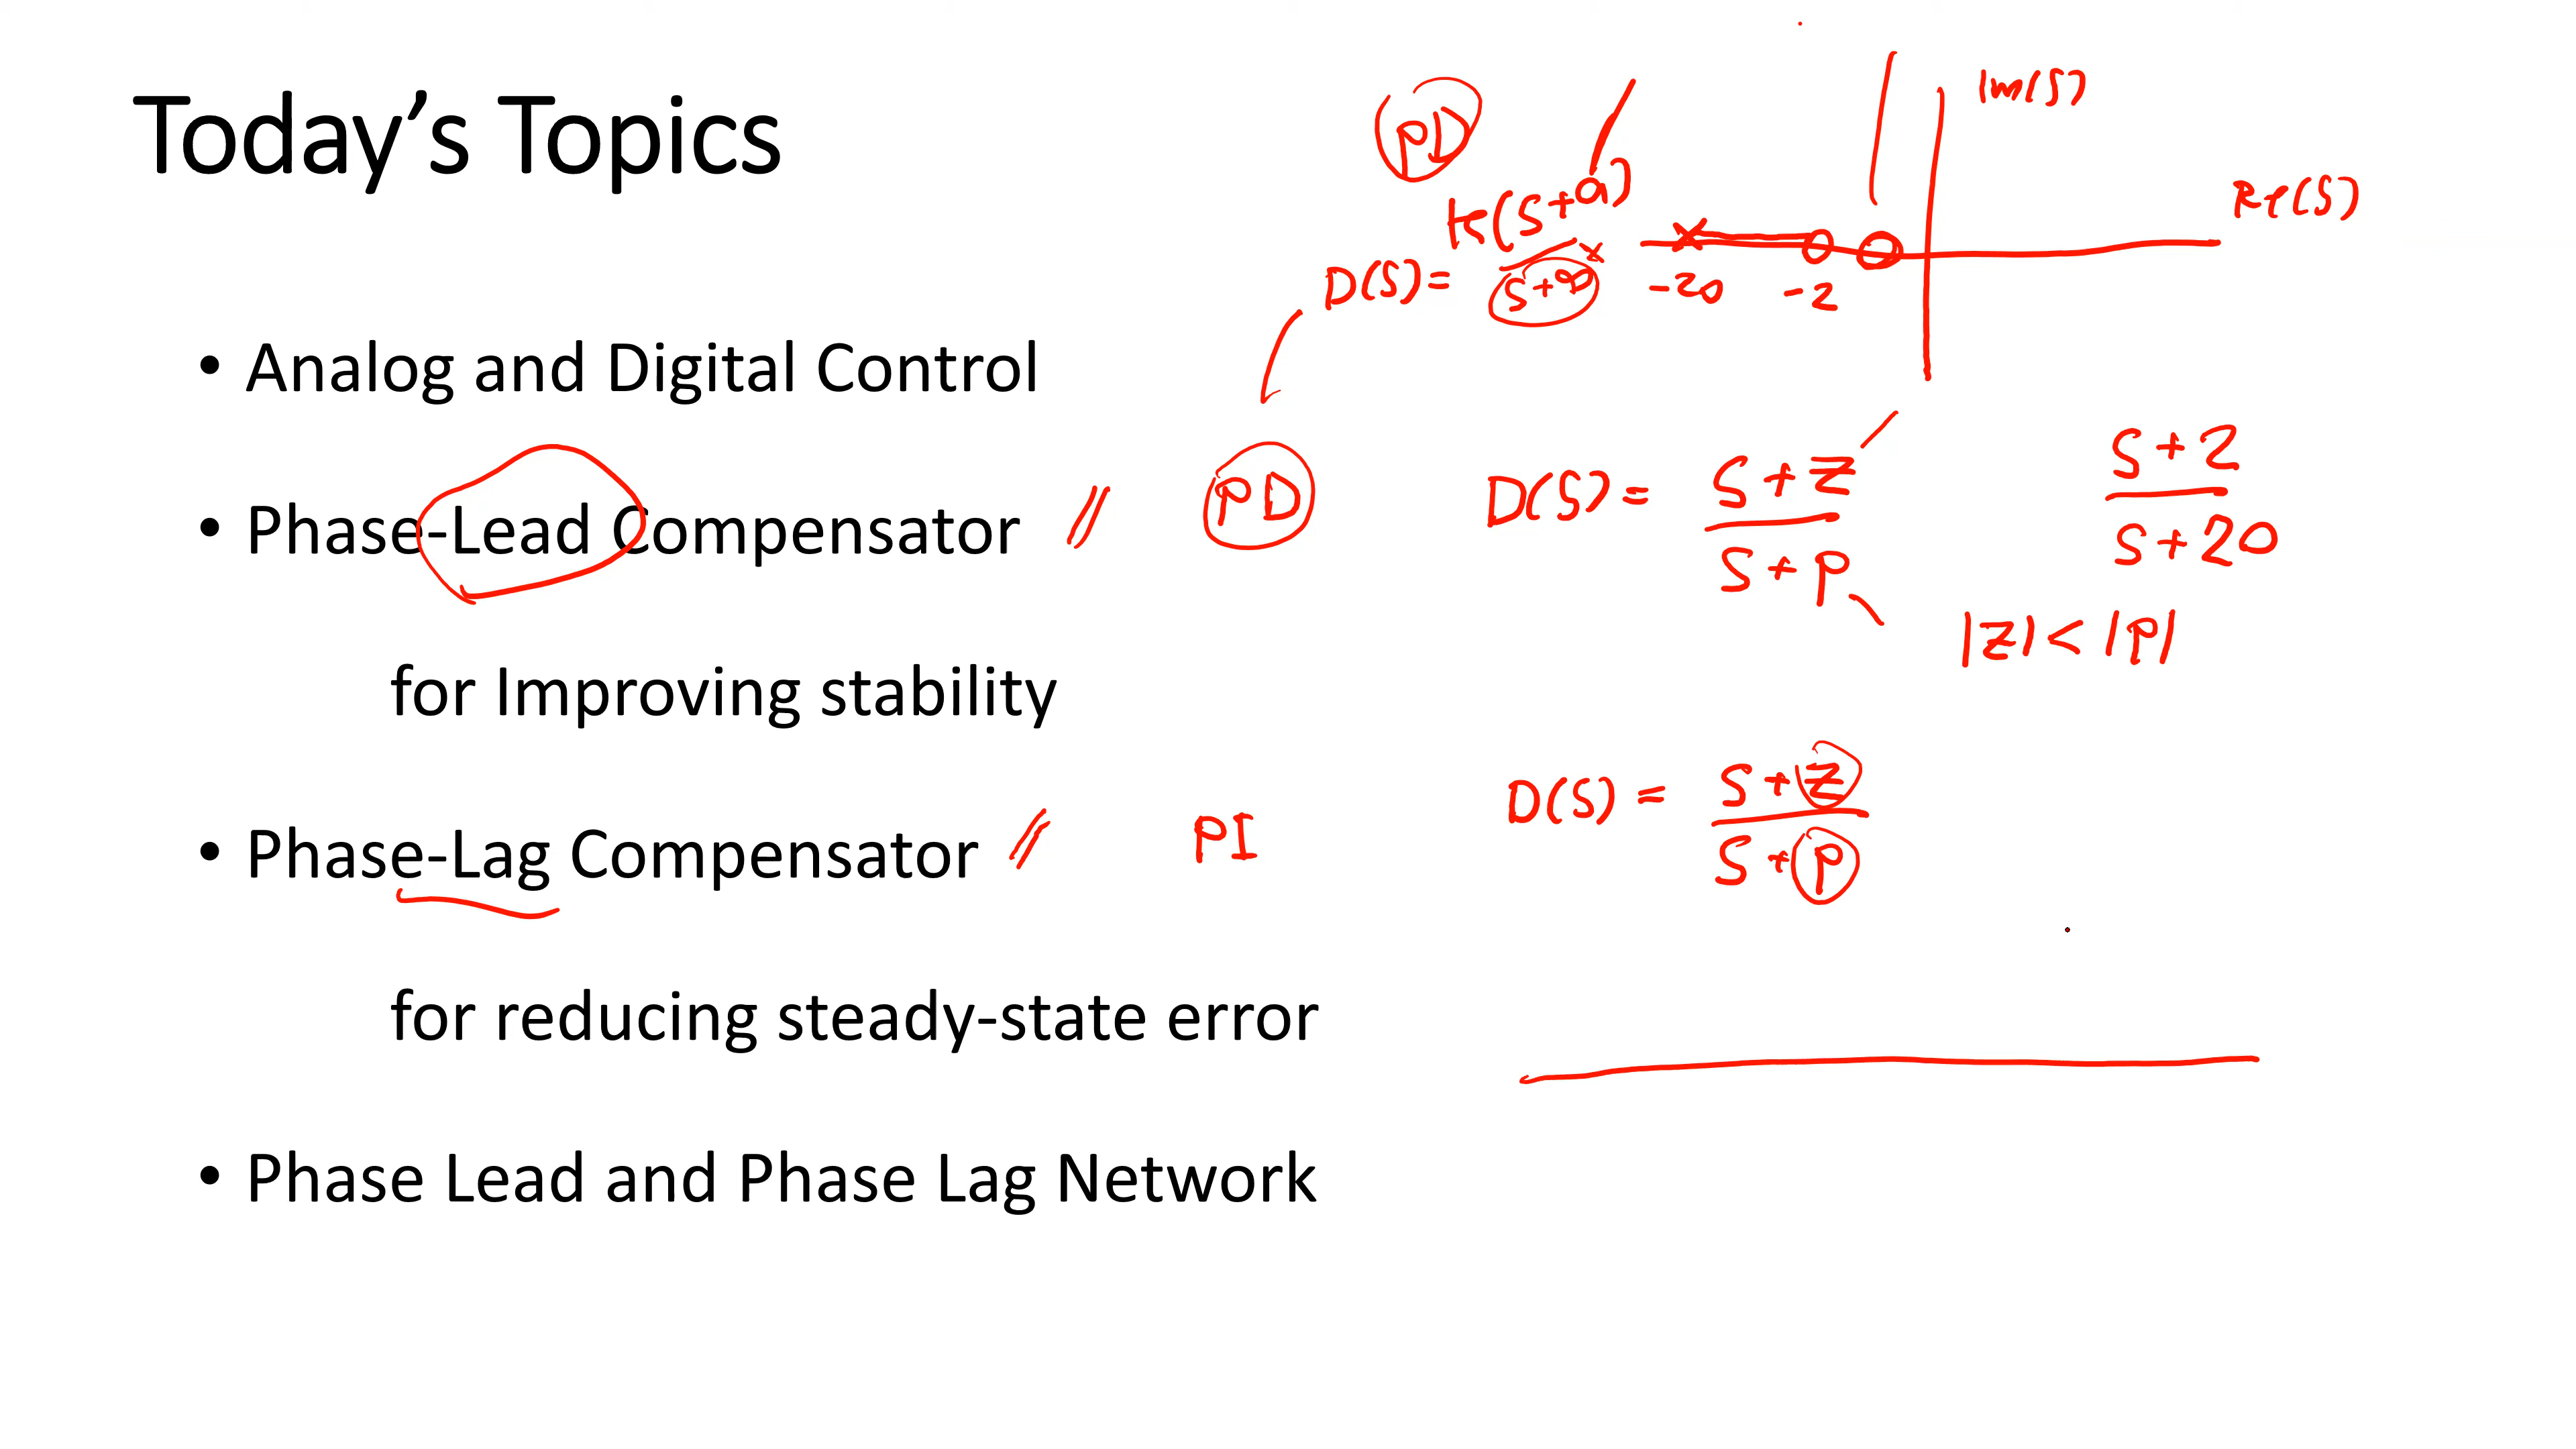 Today's Topics
• Analog and Digital Control
• Phase-Lead Compensator // PD
for Improving stability
• Phase-Lag Compensator // PI
for reducing steady-state error
• Phase Lead and Phase Lag Network
PD
Im(S)
Re(S)
K(S+a)
D(S)= S+∞
-20 -2
D(S)= S+Z
S+P
S+2
S+20
|Z|<|P|
D(S)= S+Z
S+P